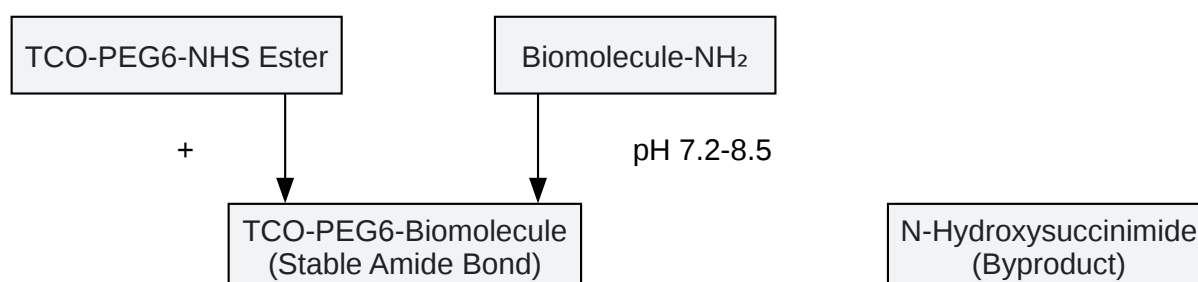 TCO-PEG6-NHS Ester
Biomolecule-NH₂
+
pH 7.2-8.5
TCO-PEG6-Biomolecule
(Stable Amide Bond)
N-Hydroxysuccinimide
(Byproduct)